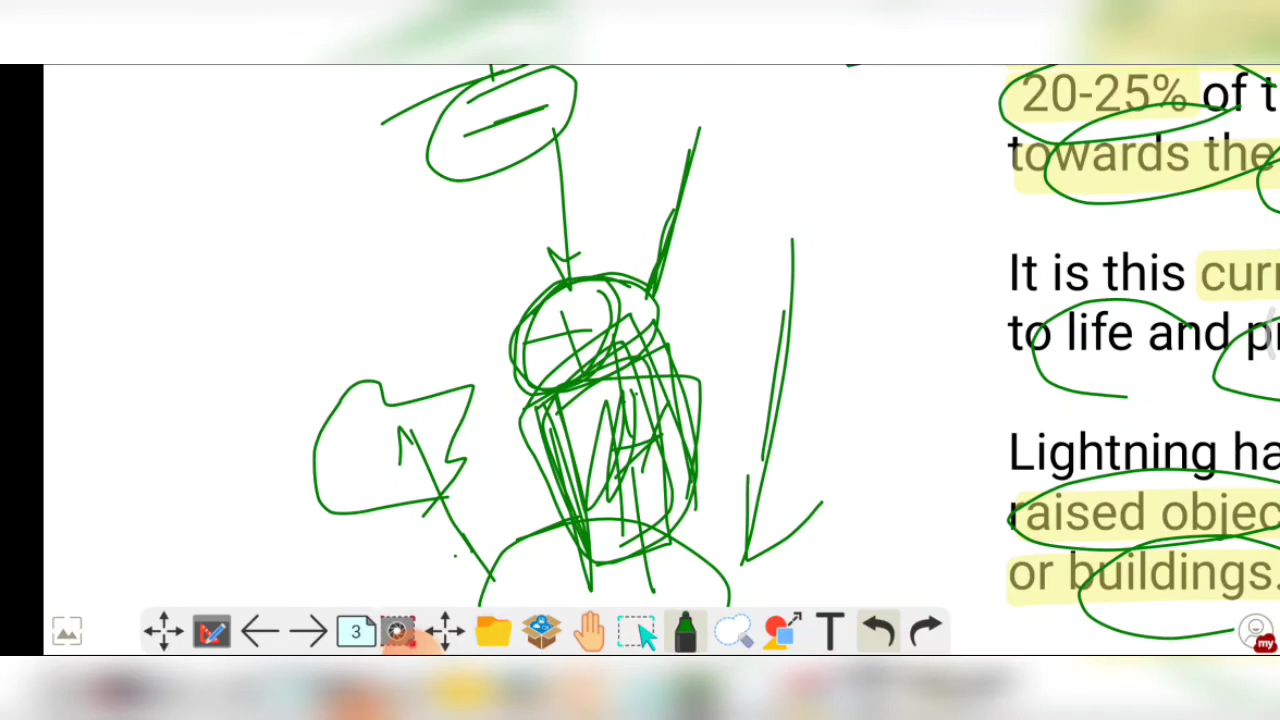 20-25% of t
towards the
It is this curr
to life and p
Lightning ha
raised objec
or buildings.
3
T
my